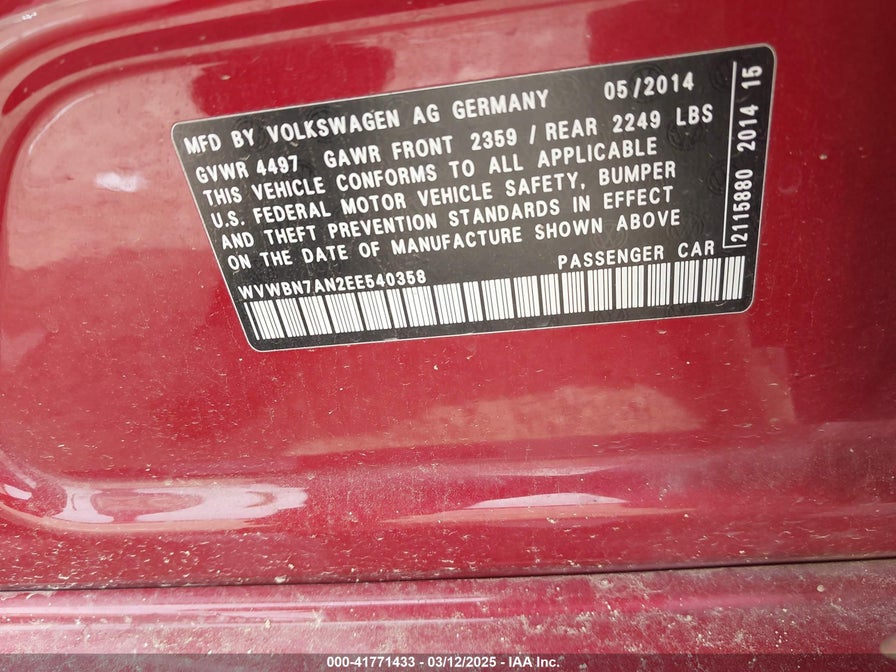 MFD BY VOLKSWAGEN AG GERMANY 05/2014
GVWR 4497 GAWR FRONT 2359 / REAR 2249 LBS
THIS VEHICLE CONFORMS TO ALL APPLICABLE
U.S. FEDERAL MOTOR VEHICLE SAFETY, BUMPER
AND THEFT PREVENTION STANDARDS IN EFFECT
ON THE DATE OF MANUFACTURE SHOWN ABOVE
PASSENGER CAR
WVWBN7AN2EE540358
2115880 2014 15
000-41771433 - 03/12/2025 - IAA Inc.